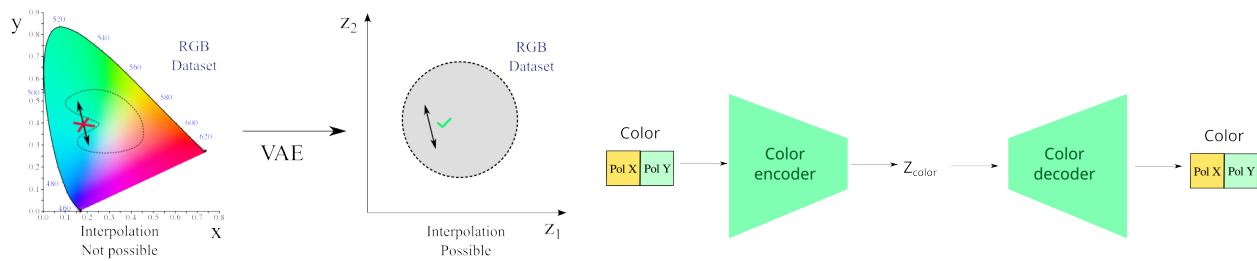 y
0.9
0.8
0.7
0.6
0.5
0.4
0.3
0.2
0.1
0.0
520
540
560
580
600
620
500
480
460
0.0 0.1 0.2 0.3 0.4 0.5 0.6 0.7 0.8
x
RGB
Dataset
Interpolation
Not possible
VAE
Z2
RGB
Dataset
Z1
Interpolation
Possible
Color
Pol X Pol Y
Color
encoder
Zcolor
Color
decoder
Color
Pol X Pol Y